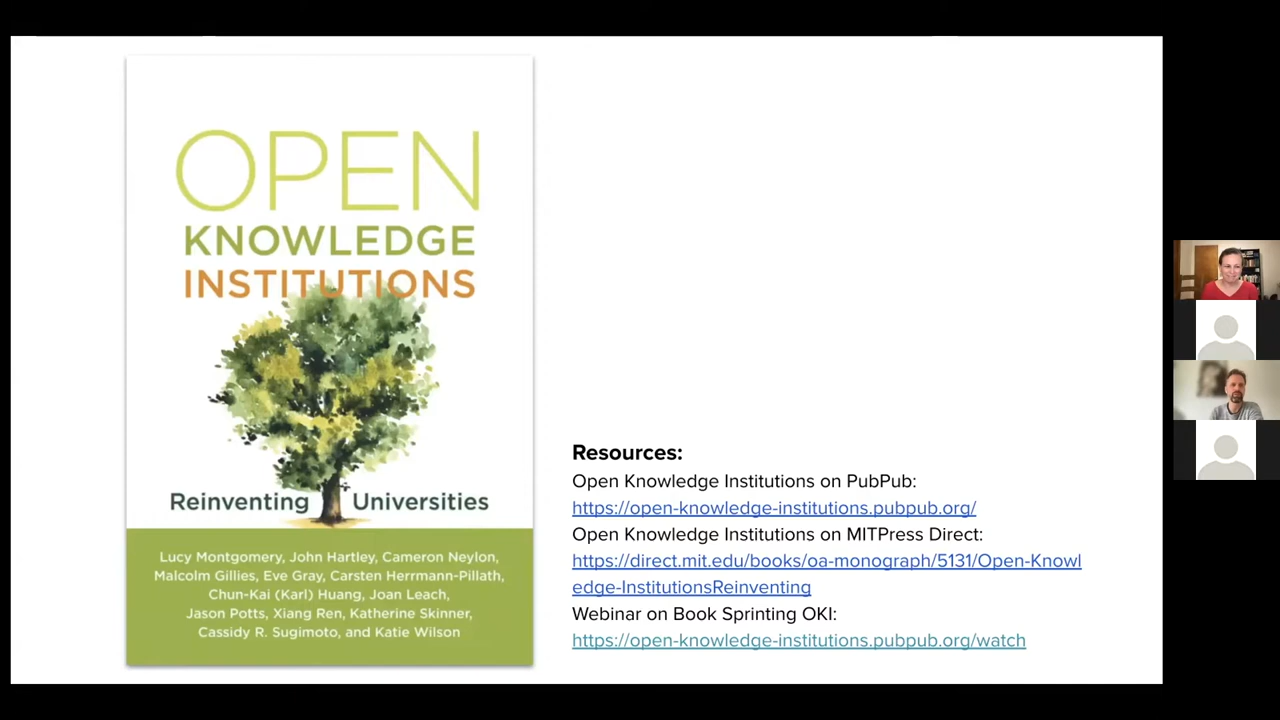 OPEN
KNOWLEDGE
INSTITUTIONS
Reinventing Universities
Lucy Montgomery, John Hartley, Cameron Neylon,
Malcolm Gillies, Eve Gray, Carsten Herrmann-Pillath,
Chun-Kai (Karl) Huang, Joan Leach,
Jason Potts, Xiang Ren, Katherine Skinner,
Cassidy R. Sugimoto, and Katie Wilson
Resources:
Open Knowledge Institutions on PubPub:
https://open-knowledge-institutions.pubpub.org/
Open Knowledge Institutions on MITPress Direct:
https://direct.mit.edu/books/oa-monograph/5131/Open-Knowl
edge-InstitutionsReinventing
Webinar on Book Sprinting OKI:
https://open-knowledge-institutions.pubpub.org/watch